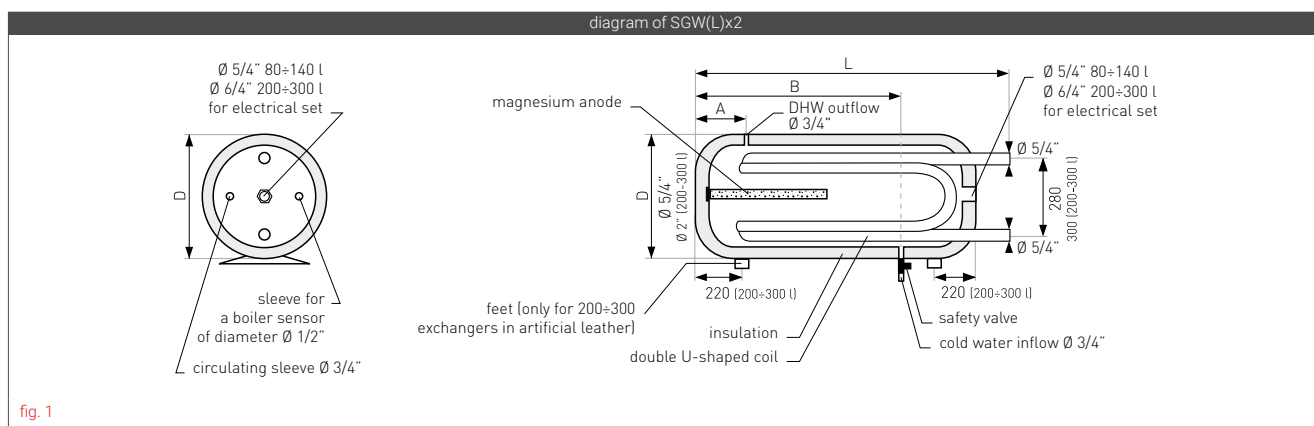 diagram of SGW(L)x2
Ø 5/4" 80÷140 l
Ø 6/4" 200÷300 l
for electrical set
D
sleeve for
a boiler sensor
of diameter Ø 1/2"
circulating sleeve Ø 3/4"
magnesium anode
L
B
A
DHW outflow
Ø 3/4"
Ø 5/4" 80÷140 l
Ø 6/4" 200÷300 l
for electrical set
D
Ø 5/4"
Ø 2" (200-300 l)
Ø 5/4"
280
300 (200-300 l)
Ø 5/4"
220 (200÷300 l)
220 (200÷300 l)
feet (only for 200÷300
exchangers in artificial leather)
insulation
double U-shaped coil
safety valve
cold water inflow Ø 3/4"
fig. 1